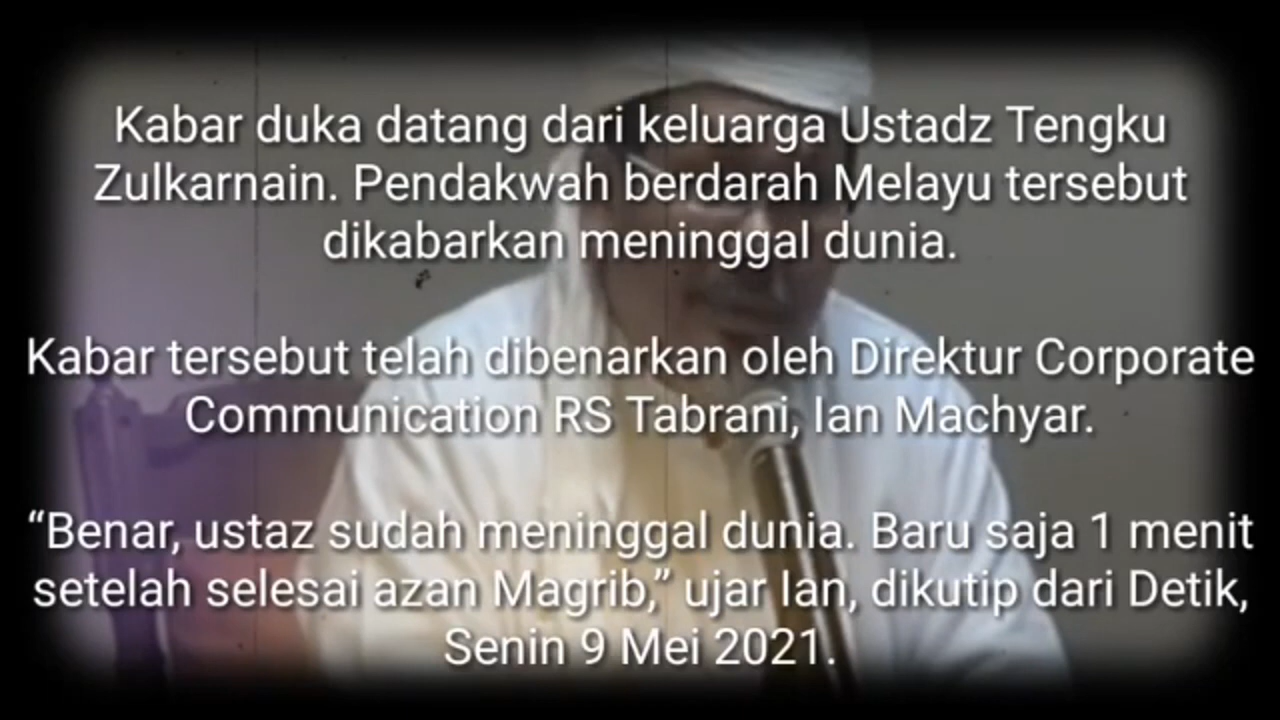 Kabar duka datang dari keluarga Ustadz Tengku
Zulkarnain. Pendakwah berdarah Melayu tersebut
dikabarkan meninggal dunia.
Kabar tersebut telah dibenarkan oleh Direktur Corporate
Communication RS Tabrani, Ian Machyar.
“Benar, ustaz sudah meninggal dunia. Baru saja 1 menit
setelah selesai azan Magrib,” ujar Ian, dikutip dari Detik,
Senin 9 Mei 2021.